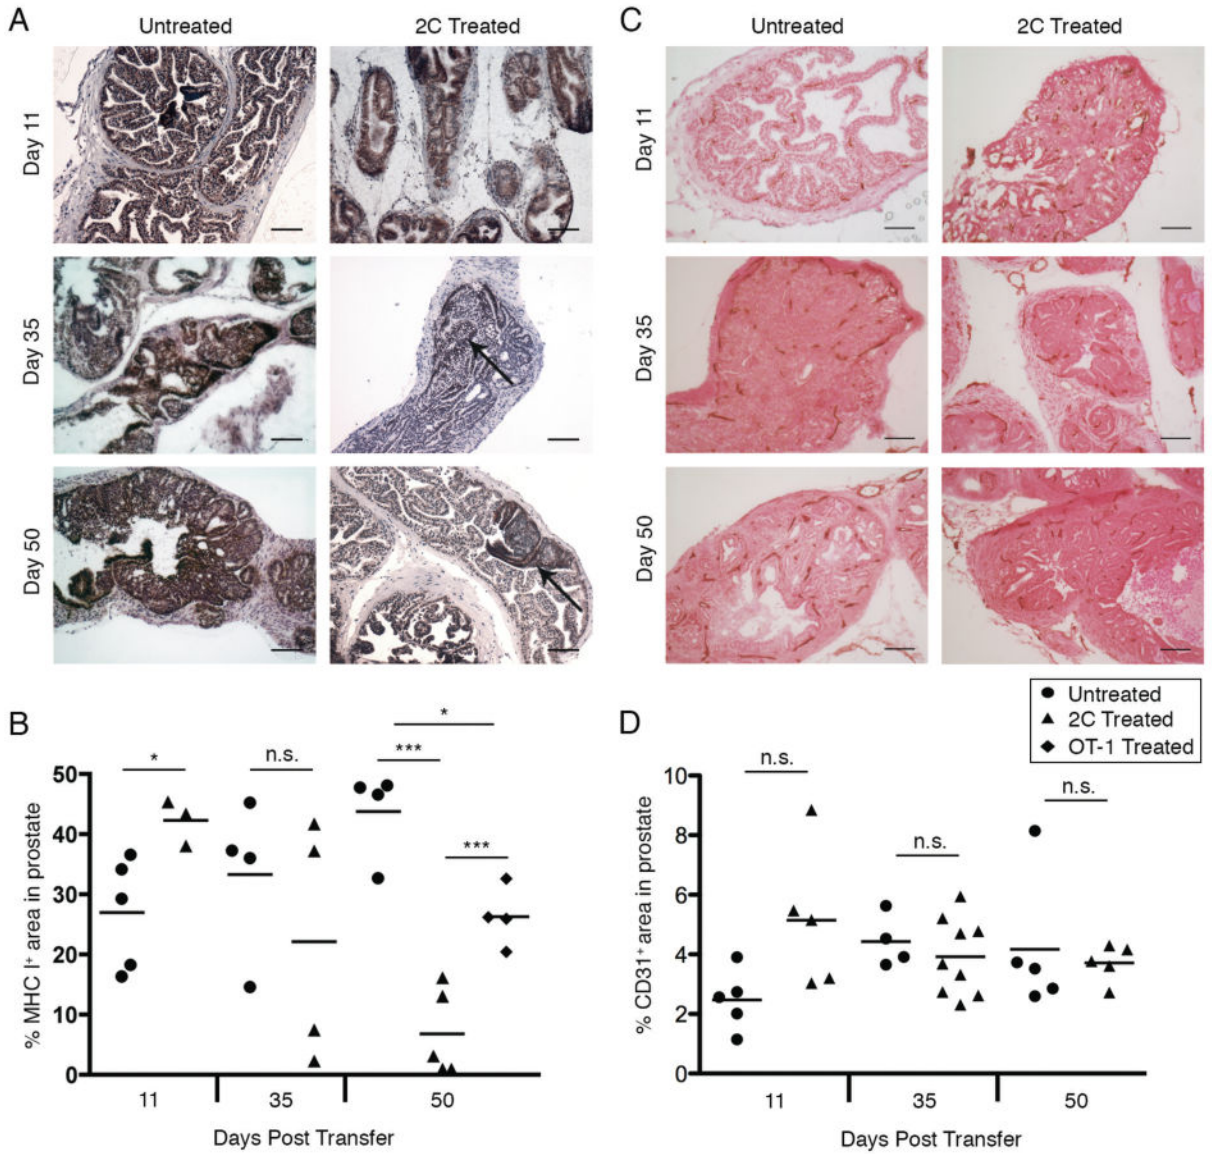 A
Untreated
2C Treated
Day 11
Day 35
Day 50
C
Untreated
2C Treated
Day 11
Day 35
Day 50
B
% MHC I⁺ area in prostate
50
40
30
20
10
0
*
n.s.
*
***
***
11
35
50
Days Post Transfer
Untreated
2C Treated
OT-1 Treated
D
% CD31⁺ area in prostate
10
8
6
4
2
0
n.s.
n.s.
n.s.
11
35
50
Days Post Transfer